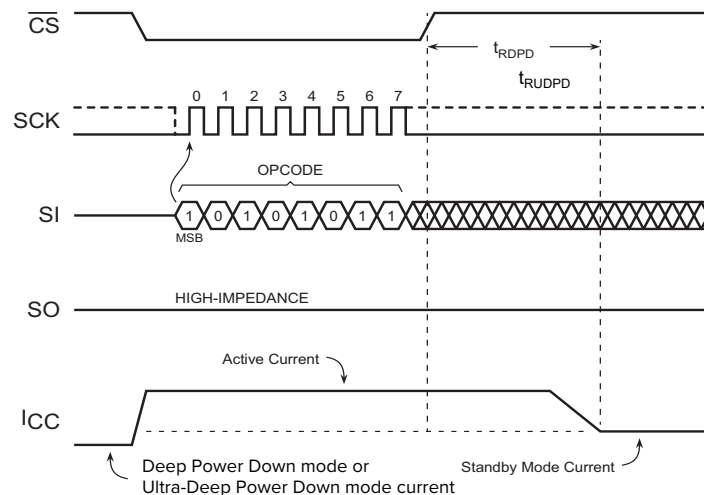 CS
tRDPD
tRUDPD
0 1 2 3 4 5 6 7
SCK
OPCODE
SI
1 0 1 0 1 0 1 1
MSB
HIGH-IMPEDANCE
SO
Active Current
ICC
Deep Power Down mode or
Ultra-Deep Power Down mode current
Standby Mode Current